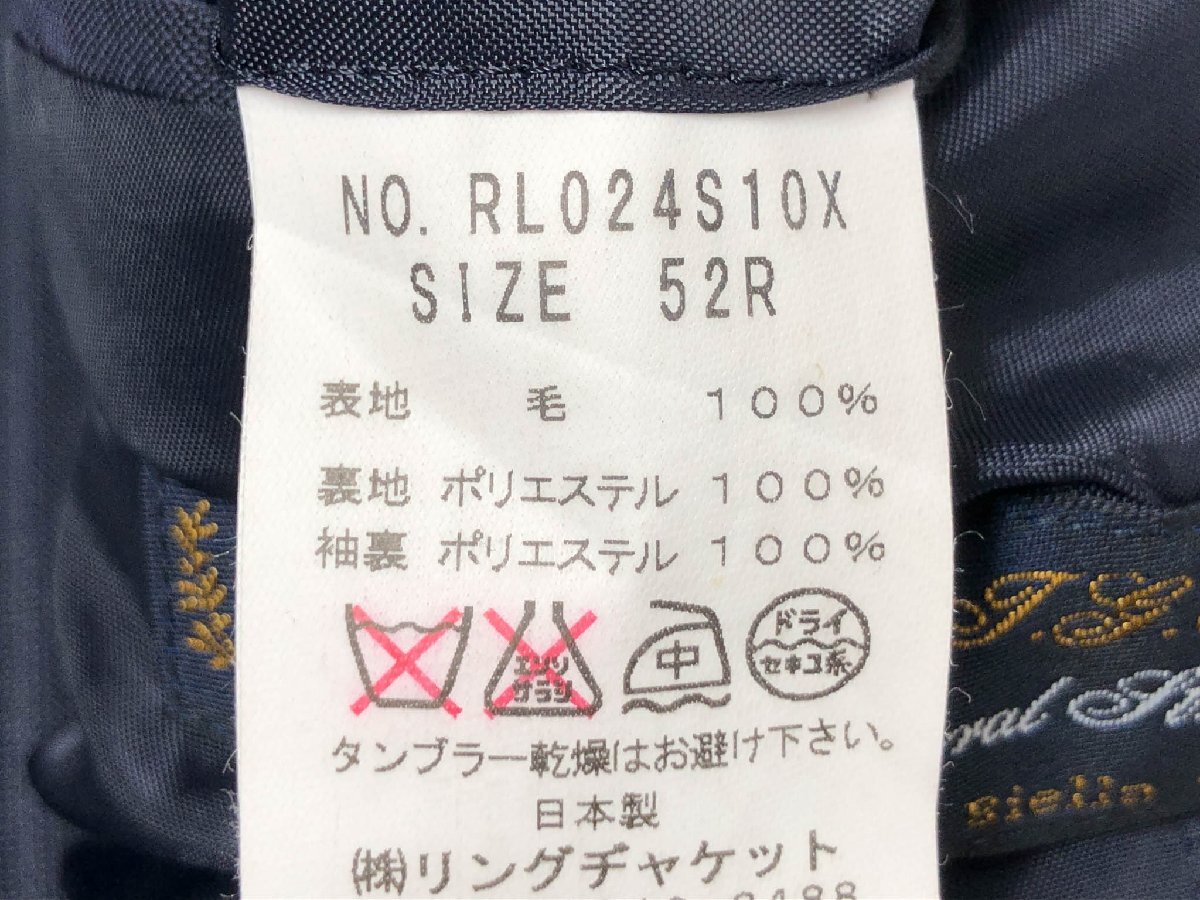 NO. RL024S10X
SIZE 52R
表地 毛 100%
裏地 ポリエステル 100%
袖裏 ポリエステル 100%
エンソ サラシ
中
ドライ
セキユ系
タンブラー乾燥はお避け下さい。
日本製
(株)リングヂャケット
J.G.
Biella